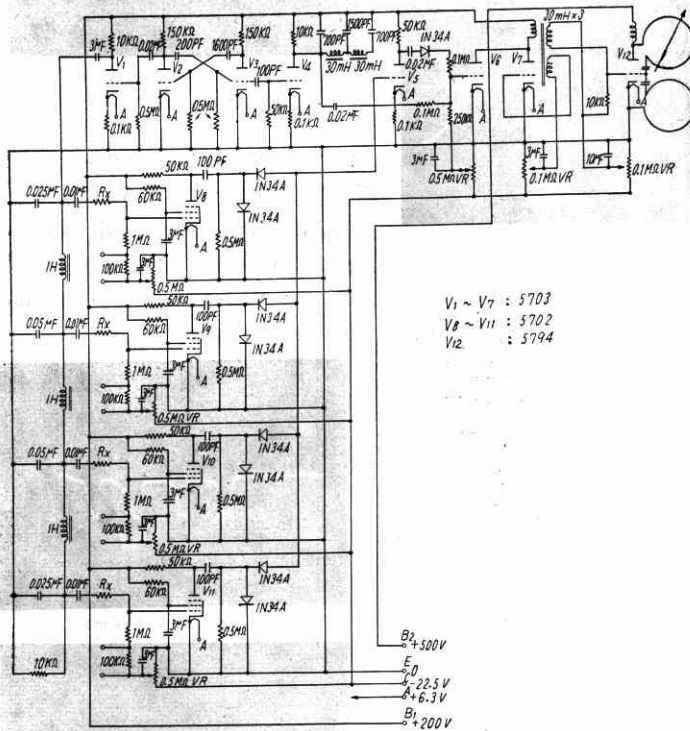 3MF 10KΩ 0.02MF 150KΩ 200PF 150KΩ 1600PF 150KΩ 10KΩ 200PF 1500PF 700PF 50KΩ IN34A 30mH×3
V1 V2 V3 V4 30mH 30mH V5 0.02MF 0.1MΩ V6 V7 V12
A 0.5MΩ A 0.5MΩ A 100PF 50KΩ A 0.02MF 0.1MΩ A 250KΩ A A 10KΩ A
0.1KΩ 0.1KΩ 0.1KΩ
3MF 0.5MΩVR 3MF 0.1MΩVR 10MF 0.1MΩVR
50KΩ 100PF IN34A
0.025MF 0.01MF Rx 60KΩ V8 IN34A
1H 1MΩ 100KΩ 3MF 3MF A 0.5MΩ
0.5MΩVR
50KΩ 100PF IN34A
0.05MF 0.01MF Rx 60KΩ V9 IN34A
1H 1MΩ 100KΩ 3MF A 0.5MΩ
0.5MΩVR
50KΩ 100PF IN34A
0.05MF 0.01MF Rx 60KΩ V10 IN34A
1H 1MΩ 100KΩ 3MF A 0.5MΩ
0.5MΩVR
50KΩ 100PF IN34A
0.025MF 0.01MF Rx 60KΩ V11 IN34A
10KΩ 1MΩ 100KΩ 3MF A 0.5MΩ
0.5MΩVR
V1 ~ V7 : 5703
V8 ~ V11 : 5702
V12 : 5794
B2
+500V
E
0
-22.5V
A
+6.3V
B1
+200V